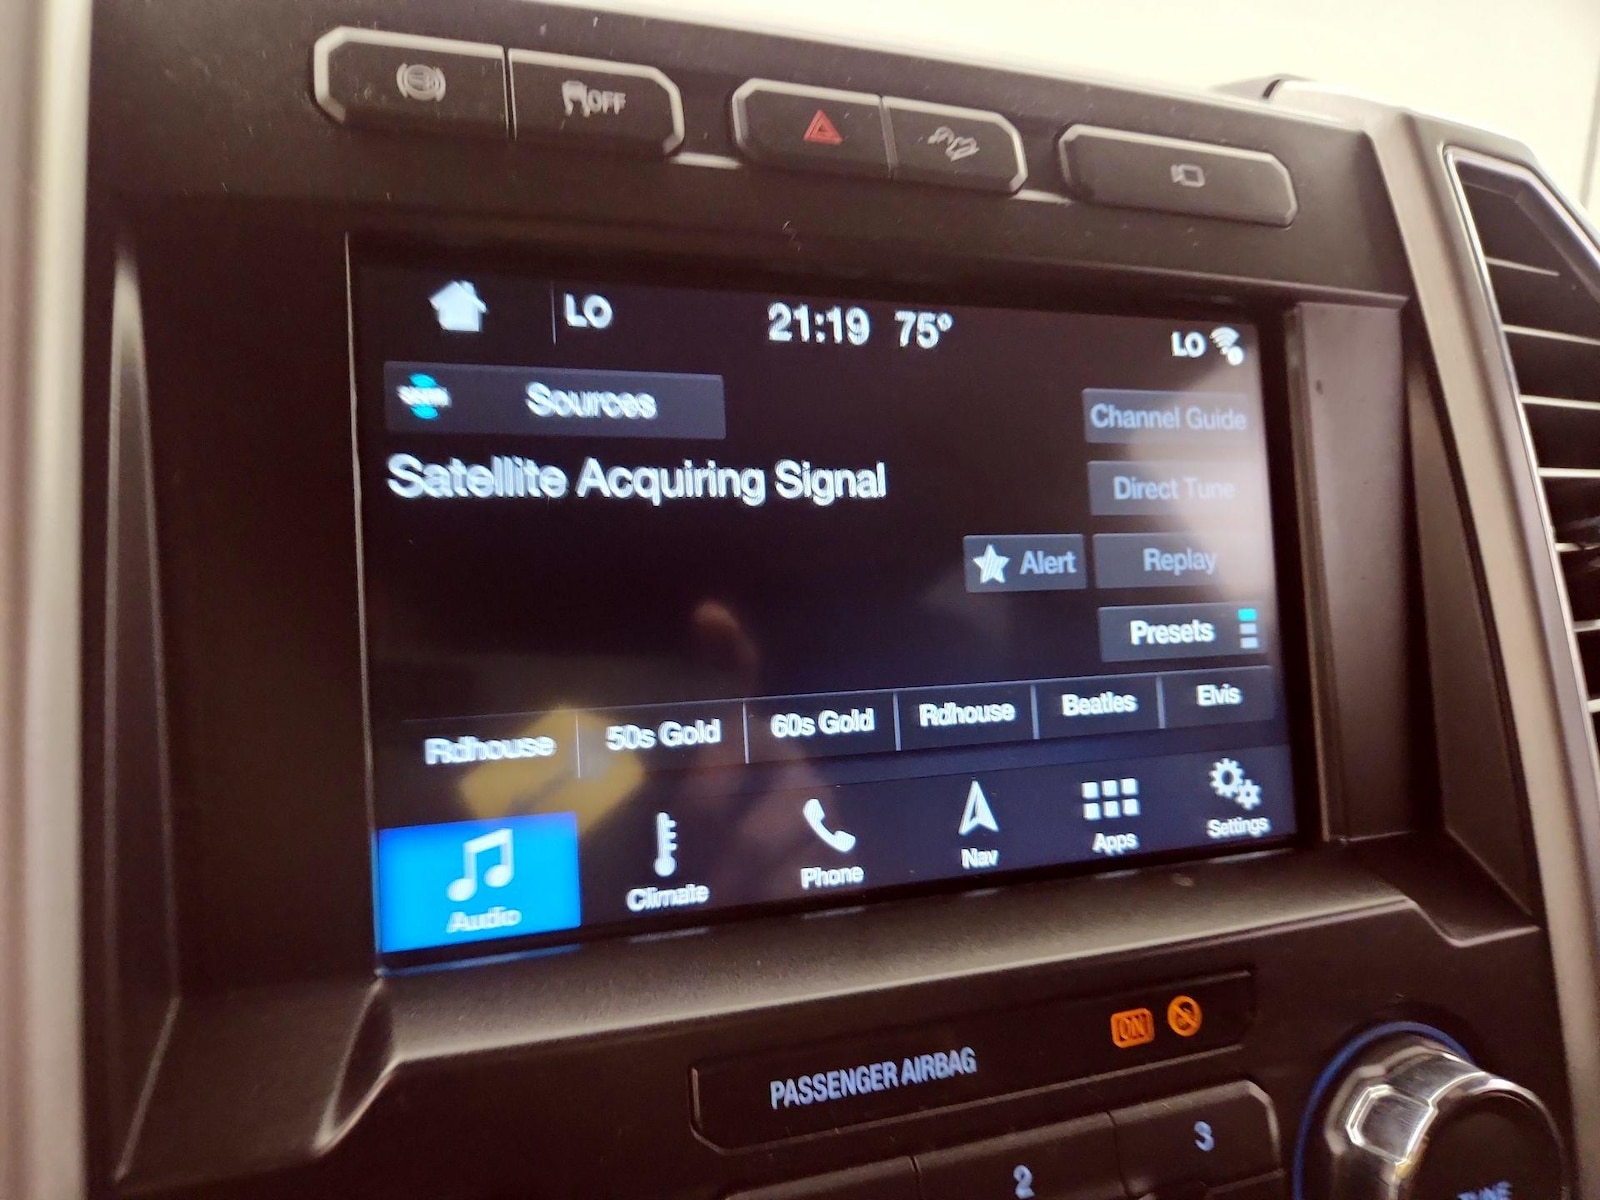 OFF
LO 21:19 75° LO
Sources
Channel Guide
Satellite Acquiring Signal
Direct Tune
Alert
Replay
Presets
Rdhouse 50s Gold 60s Gold Rdhouse Beatles Elvis
Audio Climate Phone Nav Apps Settings
ON
PASSENGER AIRBAG
2 3
TUNE